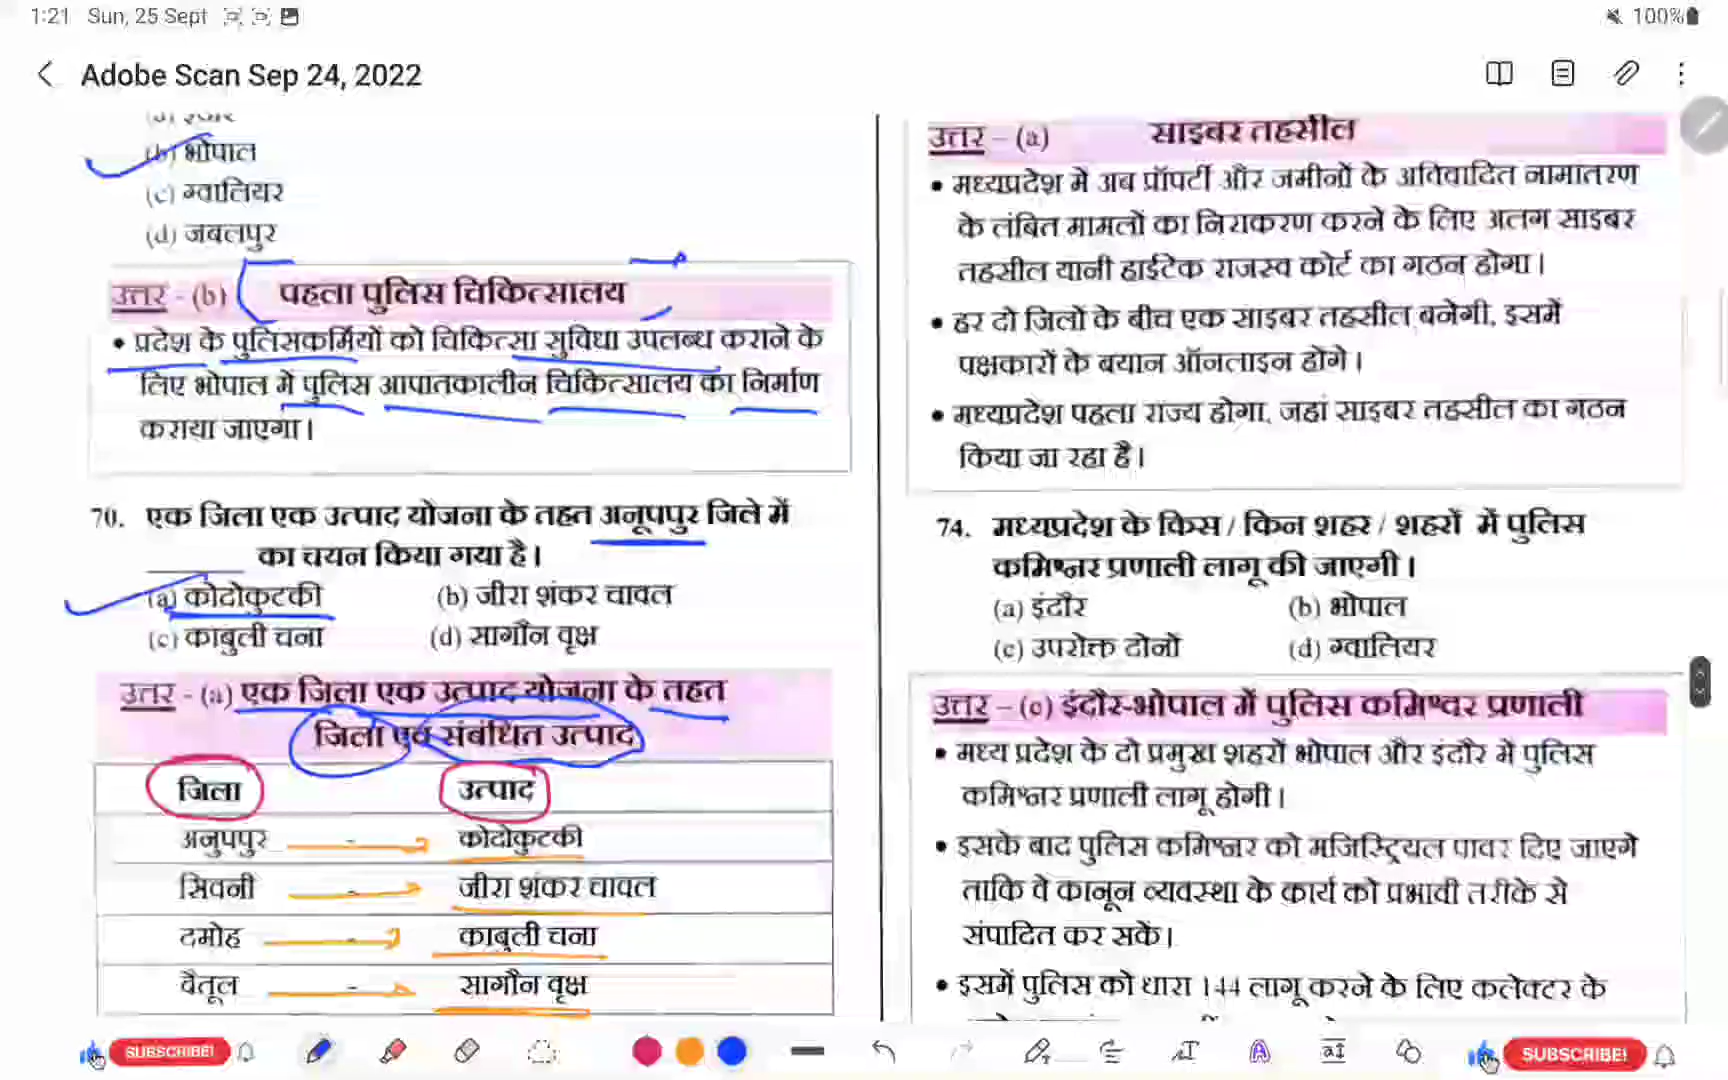 1:21 Sun, 25 Sept
100%
Adobe Scan Sep 24, 2022
(b) भोपाल
(c) ग्वालियर
(d) जबलपुर
उत्तर - (b) पहला पुलिस चिकित्सालय
• प्रदेश के पुलिसकर्मियों को चिकित्सा सुविधा उपलब्ध कराने के
लिए भोपाल में पुलिस आपातकालीन चिकित्सालय का निर्माण
कराया जाएगा।
70. एक जिला एक उत्पाद योजना के तहत अनूपपुर जिले में
______ का चयन किया गया है।
(a) कोदोकुटकी (b) जीरा शंकर चावल
(c) काबुली चना (d) सागौन वृक्ष
उत्तर - (a) एक जिला एक उत्पाद योजना के तहत
जिला एवं संबंधित उत्पाद
जिला उत्पाद
अनुपपुर - कोदोकुटकी
सिवनी - जीरा शंकर चावल
दमोह - काबुली चना
बैतूल - सागौन वृक्ष
उत्तर – (a) साइबर तहसील
• मध्यप्रदेश में अब प्रॉपर्टी और जमीनों के अविवादित नामातरण
के लंबित मामलों का निराकरण करने के लिए अलग साइबर
तहसील यानी हाईटेक राजस्व कोर्ट का गठन होगा।
• हर दो जिलों के बीच एक साइबर तहसील बनेगी, इसमें
पक्षकारों के बयान ऑनलाइन होगे।
• मध्यप्रदेश पहला राज्य होगा, जहां साइबर तहसील का गठन
किया जा रहा है।
74. मध्यप्रदेश के किस / किन शहर / शहरों में पुलिस
कमिश्नर प्रणाली लागू की जाएगी।
(a) इंदौर (b) भोपाल
(c) उपरोक्त दोनों (d) ग्वालियर
उत्तर – (c) इंदौर-भोपाल में पुलिस कमिश्वर प्रणाली
• मध्य प्रदेश के दो प्रमुख शहरों भोपाल और इंदौर में पुलिस
कमिश्नर प्रणाली लागू होगी।
• इसके बाद पुलिस कमिश्नर को मजिस्ट्रियल पावर दिए जाएगे
ताकि वे कानून व्यवस्था के कार्य को प्रभावी तरीके से
संपादित कर सकें।
• इसमें पुलिस को धारा 144 लागू करने के लिए कलेक्टर के
SUBSCRIBE!
SUBSCRIBE!